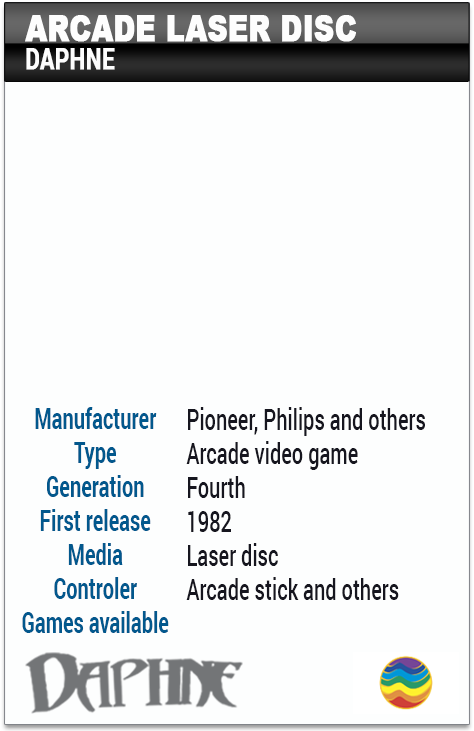 ARCADE LASER DISC
DAPHNE
Manufacturer Pioneer, Philips and others
Type Arcade video game
Generation Fourth
First release 1982
Media Laser disc
Controler Arcade stick and others
Games available
DAPHNE